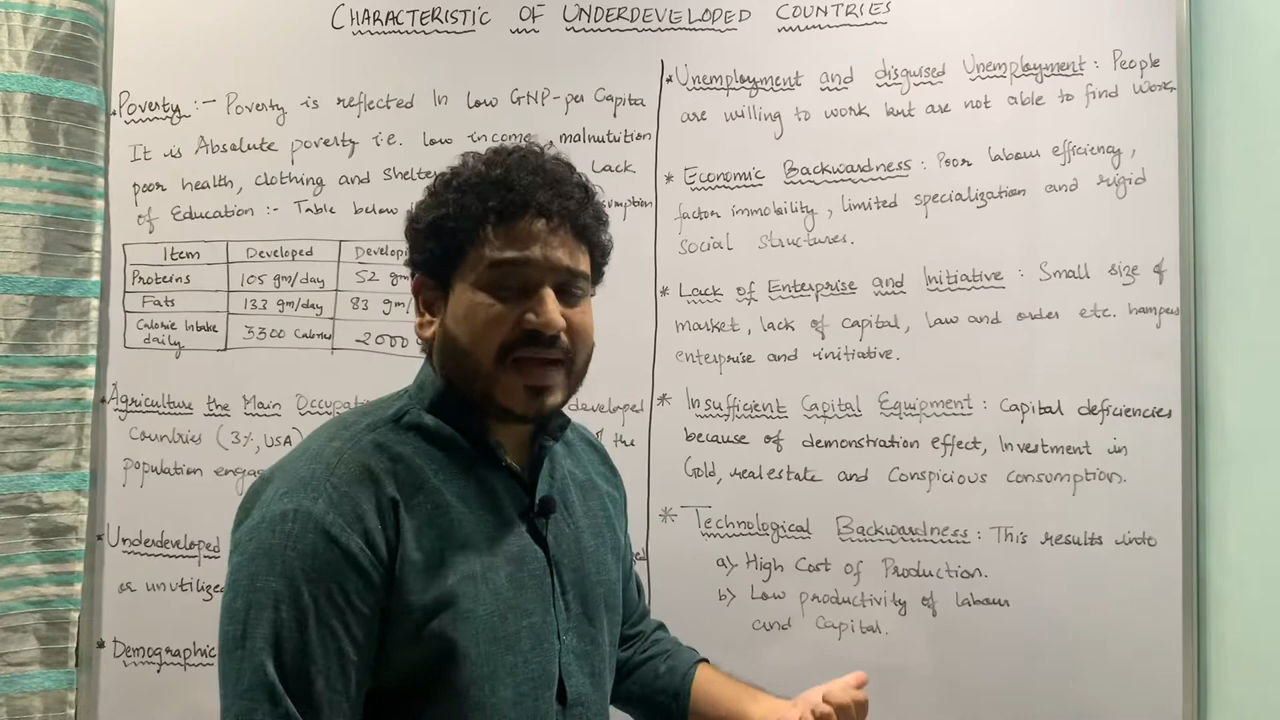 CHARACTERISTIC OF UNDERDEVELOPED COUNTRIES
Poverty :- Poverty is reflected In low GNP-per Capita
It is Absolute poverty i.e. low income, malnutrition
poor health, clothing and Shelter Lack
of Education :- Table below
Item Developed
Proteins 105 gm/day 52 gm
Fats 133 gm/day 83 gm/
Calorie Intake 3300 Calories 2000
daily
* Agriculture the Main developed
Countries (3%, USA) the
population
* Underdeveloped
or unutilized
* Demographic
* Unemployment and disguised Unemployment : People
are willing to work but are not able to find work
* Economic Backwardness : Poor labour efficiency,
factor immobility, limited specialization and rigid
social structures.
* Lack of Enterprise and Initiative : Small size of
market, lack of capital, law and order etc. hampers
enterprise and initiative.
* Insufficient Capital Equipment : Capital deficiencies
because of demonstration effect, Investment in
Gold, real estate and Conspicious consumption.
* Technological Backwardness : This results into
a) High Cost of Production.
b) Low productivity of labour
and Capital.